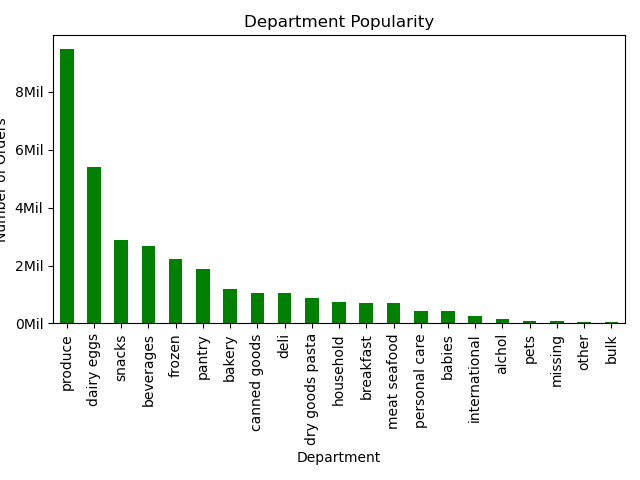 Department Popularity
Number of Orders
8Mil
6Mil
4Mil
2Mil
0Mil
produce
dairy eggs
snacks
beverages
frozen
pantry
bakery
canned goods
deli
dry goods pasta
household
breakfast
meat seafood
personal care
babies
international
alchol
pets
missing
other
bulk
Department